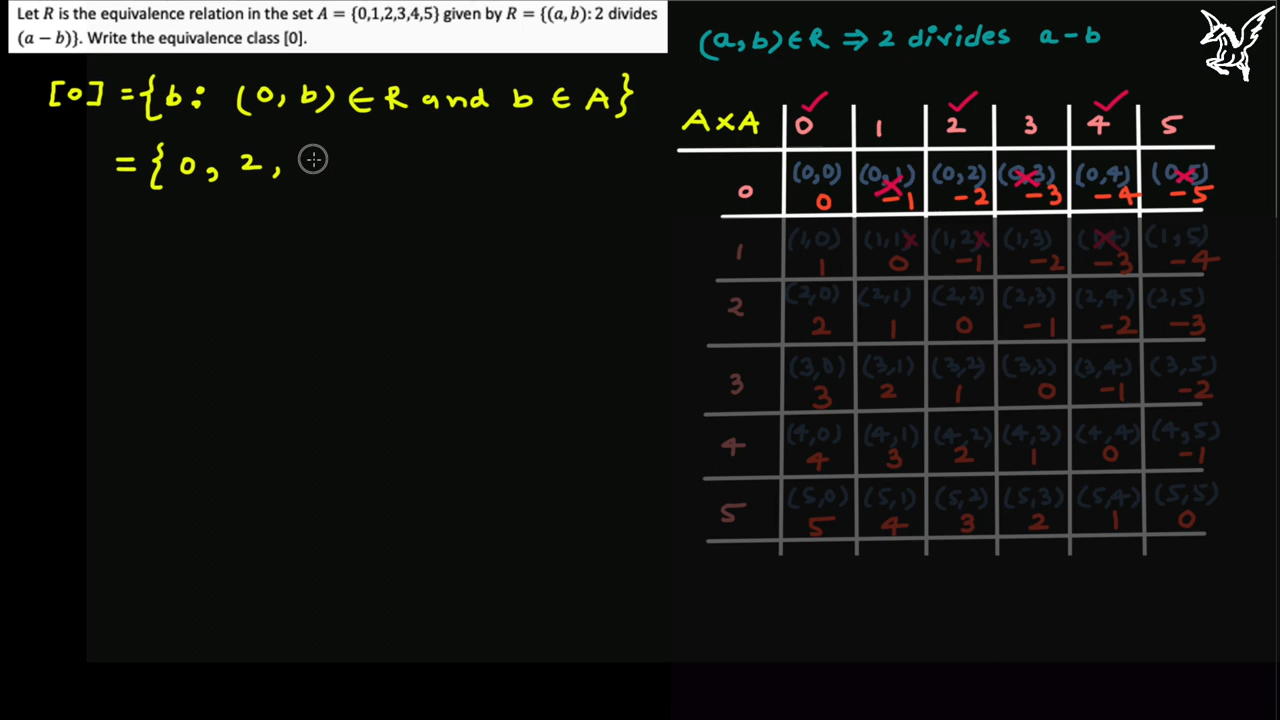 Let R is the equivalence relation in the set A = {0,1,2,3,4,5} given by R = {(a, b): 2 divides
(a − b)}. Write the equivalence class [0].
(a,b) ∈ R ⇒ 2 divides a-b
[0] = {b: (0, b) ∈ R and b ∈ A}
= { 0, 2,
A×A 0 1 2 3 4 5
0 (0,0) (0,1) (0,2) (0,3) (0,4) (0,5)
0 -1 -2 -3 -4 -5
1 (1,0) (1,1) (1,2) (1,3) (1,4) (1,5)
1 0 -1 -2 -3 -4
2 (2,0) (2,1) (2,2) (2,3) (2,4) (2,5)
2 1 0 -1 -2 -3
3 (3,0) (3,1) (3,2) (3,3) (3,4) (3,5)
3 2 1 0 -1 -2
4 (4,0) (4,1) (4,2) (4,3) (4,4) (4,5)
4 3 2 1 0 -1
5 (5,0) (5,1) (5,2) (5,3) (5,4) (5,5)
5 4 3 2 1 0